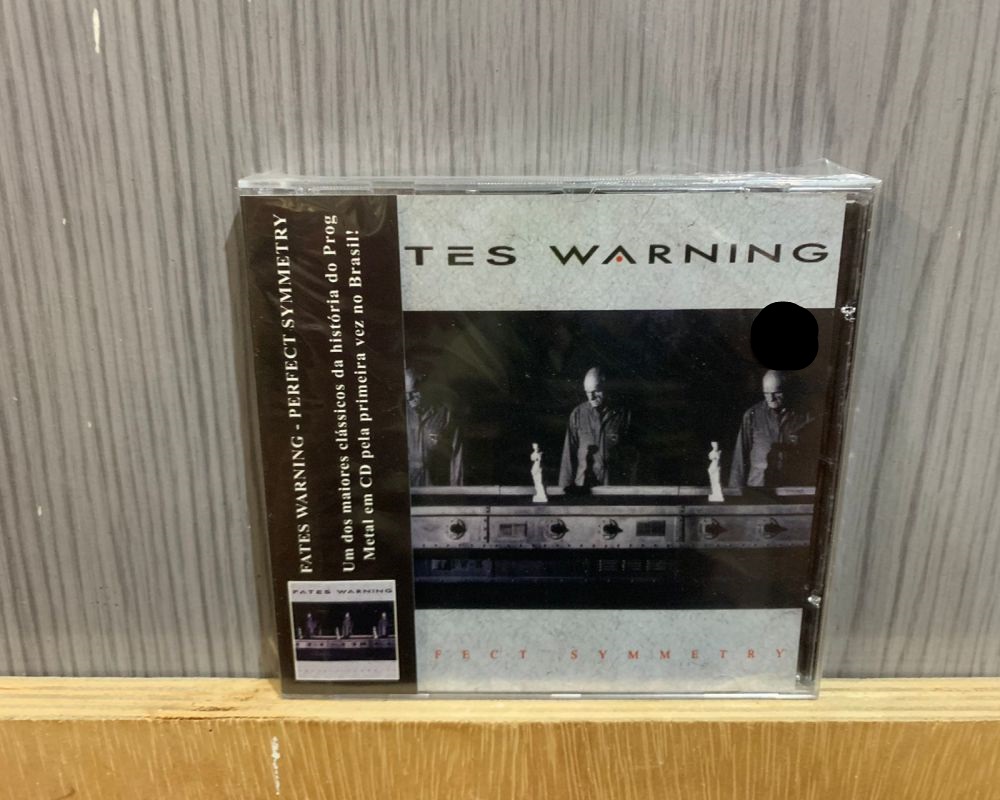 FATES WARNING - PERFECT SYMMETRY
Um dos maiores clássicos da história do Prog
Metal em CD pela primeira vez no Brasil!
FATES WARNING
TES WARNING
FECT SYMMETRY